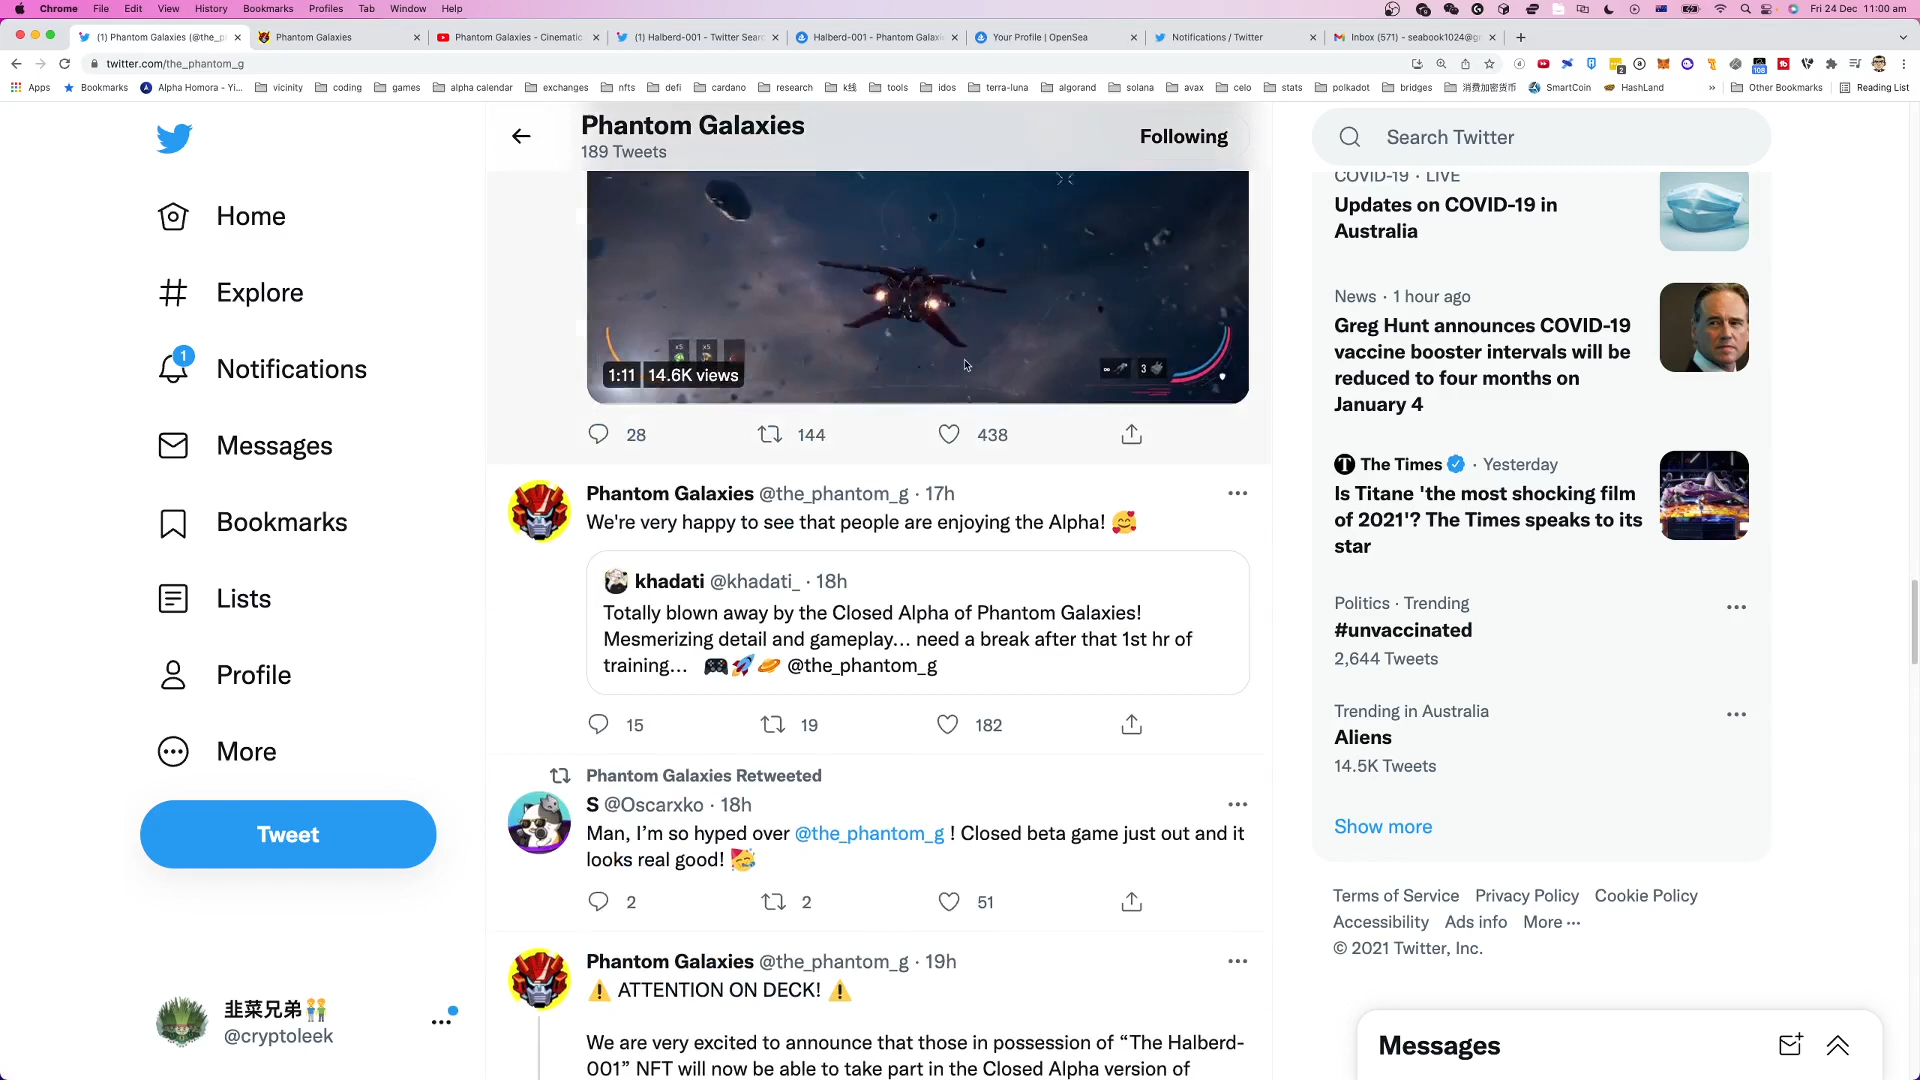 Chrome File Edit View History Bookmarks Profiles Tab Window Help
Fri 24 Dec 11:00 am
(1) Phantom Galaxies (@the_p
Phantom Galaxies
Phantom Galaxies - Cinematic
(1) Halberd-001 - Twitter Sear
Halberd-001 - Phantom Galaxi
Your Profile | OpenSea
Notifications / Twitter
Inbox (571) - seabook1024@g
twitter.com/the_phantom_g
Apps Bookmarks Alpha Homora - Yi... vicinity coding games alpha calendar exchanges nfts defi cardano research k线 tools idos terra-luna algorand solana avax celo stats polkadot bridges 消费加密货币 SmartCoin HashLand » Other Bookmarks Reading List
Home
Explore
1
Notifications
Messages
Bookmarks
Lists
Profile
More
Tweet
韭菜兄弟
@cryptoleek
Phantom Galaxies
189 Tweets
Following
x5 x5
3
1:11 14.6K views
28 144 438
Phantom Galaxies @the_phantom_g · 17h
We're very happy to see that people are enjoying the Alpha! 🥰
khadati @khadati_ · 18h
Totally blown away by the Closed Alpha of Phantom Galaxies!
Mesmerizing detail and gameplay... need a break after that 1st hr of
training... 🎮🚀🪐 @the_phantom_g
15 19 182
Phantom Galaxies Retweeted
S @Oscarxko · 18h
Man, I'm so hyped over @the_phantom_g ! Closed beta game just out and it
looks real good! 🥳
2 2 51
Phantom Galaxies @the_phantom_g · 19h
⚠️ ATTENTION ON DECK! ⚠️
We are very excited to announce that those in possession of “The Halberd-
001” NFT will now be able to take part in the Closed Alpha version of
Search Twitter
COVID-19 · LIVE
Updates on COVID-19 in
Australia
News · 1 hour ago
Greg Hunt announces COVID-19
vaccine booster intervals will be
reduced to four months on
January 4
The Times · Yesterday
Is Titane 'the most shocking film
of 2021'? The Times speaks to its
star
Politics · Trending
#unvaccinated
2,644 Tweets
Trending in Australia
Aliens
14.5K Tweets
Show more
Terms of Service Privacy Policy Cookie Policy
Accessibility Ads info More ···
© 2021 Twitter, Inc.
Messages